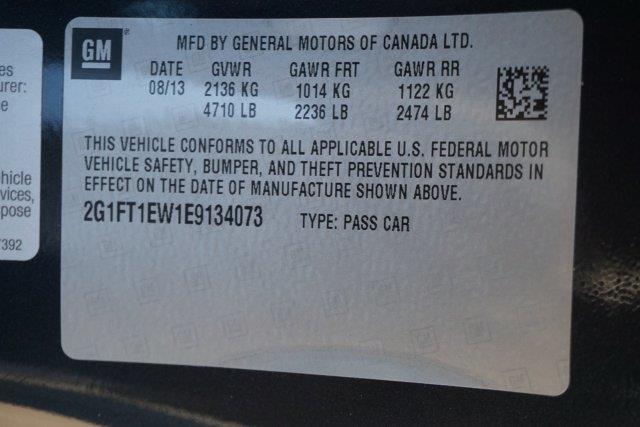 GM
MFD BY GENERAL MOTORS OF CANADA LTD.
DATE GVWR GAWR FRT GAWR RR
08/13 2136 KG 1014 KG 1122 KG
4710 LB 2236 LB 2474 LB
THIS VEHICLE CONFORMS TO ALL APPLICABLE U.S. FEDERAL MOTOR
VEHICLE SAFETY, BUMPER, AND THEFT PREVENTION STANDARDS IN
EFFECT ON THE DATE OF MANUFACTURE SHOWN ABOVE.
2G1FT1EW1E9134073 TYPE: PASS CAR
es
urer:
e
hicle
vices,
pose
7392